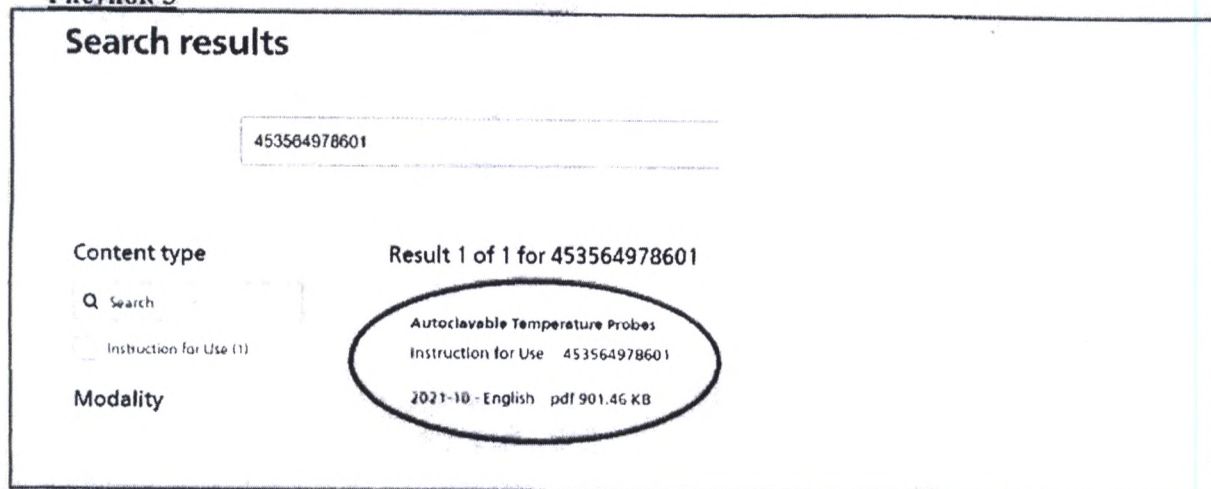 Search results
453564978601
Content type
Result 1 of 1 for 453564978601
Search
Autoclavable Temperature Probes
Instruction for Use (1)
Instruction for Use 453564978601
Modality
2021-10 - English pdf 901.46 KB